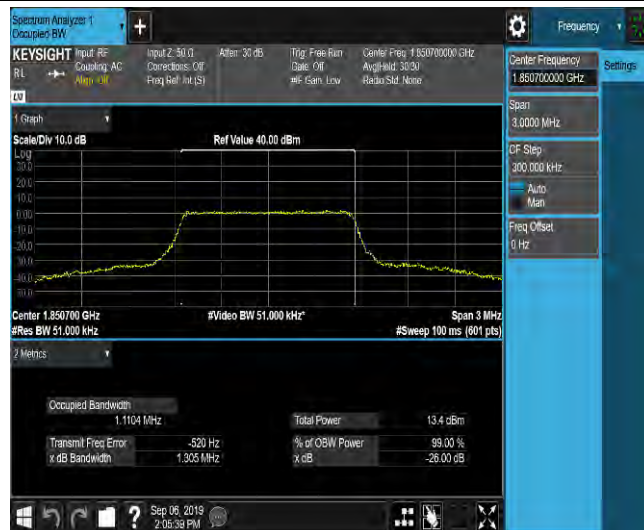 Spectrum Analyzer 1
Occupied BW
Frequency
KEYSIGHT
Input: RF
Coupling: AC
Align: Off
Input Z: 50 Ω
Corrections: Off
Freq Ref: Int (S)
Atten: 30 dB
Trig: Free Run
Gate: Off
#IF Gain: Low
Center Freq: 1.850700000 GHz
Avg|Hold: 30/30
Radio Std: None
RL
LXI
Center Frequency
1.850700000 GHz
Settings
Span
3.0000 MHz
CF Step
300.000 kHz
Auto
Man
Freq Offset
0 Hz
1 Graph
Scale/Div 10.0 dB
Ref Value 40.00 dBm
Log
30.0
20.0
10.0
0.00
-10.0
-20.0
-30.0
-40.0
-50.0
Center 1.850700 GHz
#Video BW 51.000 kHz*
Span 3 MHz
#Res BW 51.000 kHz
#Sweep 100 ms (601 pts)
2 Metrics
Occupied Bandwidth
1.1104 MHz
Total Power
13.4 dBm
Transmit Freq Error
-520 Hz
% of OBW Power
99.00 %
x dB Bandwidth
1.305 MHz
x dB
-26.00 dB
Sep 06, 2019
2:05:39 PM